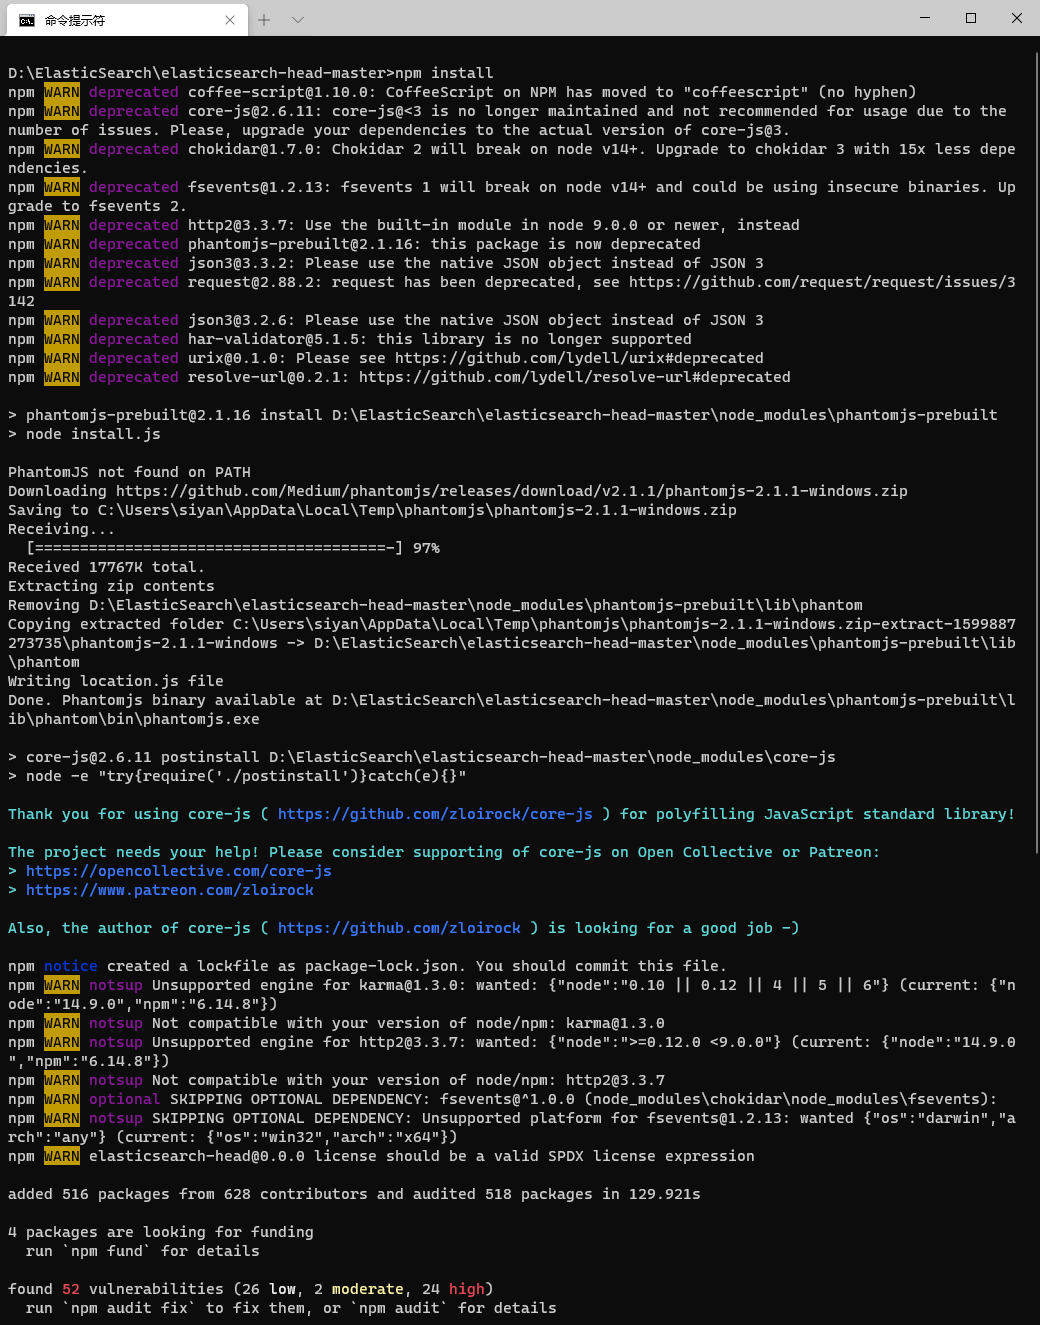 命令提示符
D:\ElasticSearch\elasticsearch-head-master>npm install
npm WARN deprecated coffee-script@1.10.0: CoffeeScript on NPM has moved to "coffeescript" (no hyphen)
npm WARN deprecated core-js@2.6.11: core-js@<3 is no longer maintained and not recommended for usage due to the
number of issues. Please, upgrade your dependencies to the actual version of core-js@3.
npm WARN deprecated chokidar@1.7.0: Chokidar 2 will break on node v14+. Upgrade to chokidar 3 with 15x less depe
ndencies.
npm WARN deprecated fsevents@1.2.13: fsevents 1 will break on node v14+ and could be using insecure binaries. Up
grade to fsevents 2.
npm WARN deprecated http2@3.3.7: Use the built-in module in node 9.0.0 or newer, instead
npm WARN deprecated phantomjs-prebuilt@2.1.16: this package is now deprecated
npm WARN deprecated json3@3.3.2: Please use the native JSON object instead of JSON 3
npm WARN deprecated request@2.88.2: request has been deprecated, see https://github.com/request/request/issues/3
142
npm WARN deprecated json3@3.2.6: Please use the native JSON object instead of JSON 3
npm WARN deprecated har-validator@5.1.5: this library is no longer supported
npm WARN deprecated urix@0.1.0: Please see https://github.com/lydell/urix#deprecated
npm WARN deprecated resolve-url@0.2.1: https://github.com/lydell/resolve-url#deprecated
> phantomjs-prebuilt@2.1.16 install D:\ElasticSearch\elasticsearch-head-master\node_modules\phantomjs-prebuilt
> node install.js
PhantomJS not found on PATH
Downloading https://github.com/Medium/phantomjs/releases/download/v2.1.1/phantomjs-2.1.1-windows.zip
Saving to C:\Users\siyan\AppData\Local\Temp\phantomjs\phantomjs-2.1.1-windows.zip
Receiving...
[=======================================-] 97%
Received 17767K total.
Extracting zip contents
Removing D:\ElasticSearch\elasticsearch-head-master\node_modules\phantomjs-prebuilt\lib\phantom
Copying extracted folder C:\Users\siyan\AppData\Local\Temp\phantomjs\phantomjs-2.1.1-windows.zip-extract-1599887
273735\phantomjs-2.1.1-windows -> D:\ElasticSearch\elasticsearch-head-master\node_modules\phantomjs-prebuilt\lib
\phantom
Writing location.js file
Done. Phantomjs binary available at D:\ElasticSearch\elasticsearch-head-master\node_modules\phantomjs-prebuilt\l
ib\phantom\bin\phantomjs.exe
> core-js@2.6.11 postinstall D:\ElasticSearch\elasticsearch-head-master\node_modules\core-js
> node -e "try{require('./postinstall')}catch(e){}"
Thank you for using core-js ( https://github.com/zloirock/core-js ) for polyfilling JavaScript standard library!
The project needs your help! Please consider supporting of core-js on Open Collective or Patreon:
> https://opencollective.com/core-js
> https://www.patreon.com/zloirock
Also, the author of core-js ( https://github.com/zloirock ) is looking for a good job -)
npm notice created a lockfile as package-lock.json. You should commit this file.
npm WARN notsup Unsupported engine for karma@1.3.0: wanted: {"node":"0.10 || 0.12 || 4 || 5 || 6"} (current: {"n
ode":"14.9.0","npm":"6.14.8"})
npm WARN notsup Not compatible with your version of node/npm: karma@1.3.0
npm WARN notsup Unsupported engine for http2@3.3.7: wanted: {"node":">=0.12.0 <9.0.0"} (current: {"node":"14.9.0
","npm":"6.14.8"})
npm WARN notsup Not compatible with your version of node/npm: http2@3.3.7
npm WARN optional SKIPPING OPTIONAL DEPENDENCY: fsevents@^1.0.0 (node_modules\chokidar\node_modules\fsevents):
npm WARN notsup SKIPPING OPTIONAL DEPENDENCY: Unsupported platform for fsevents@1.2.13: wanted {"os":"darwin","a
rch":"any"} (current: {"os":"win32","arch":"x64"})
npm WARN elasticsearch-head@0.0.0 license should be a valid SPDX license expression
added 516 packages from 628 contributors and audited 518 packages in 129.921s
4 packages are looking for funding
run `npm fund` for details
found 52 vulnerabilities (26 low, 2 moderate, 24 high)
run `npm audit fix` to fix them, or `npm audit` for details